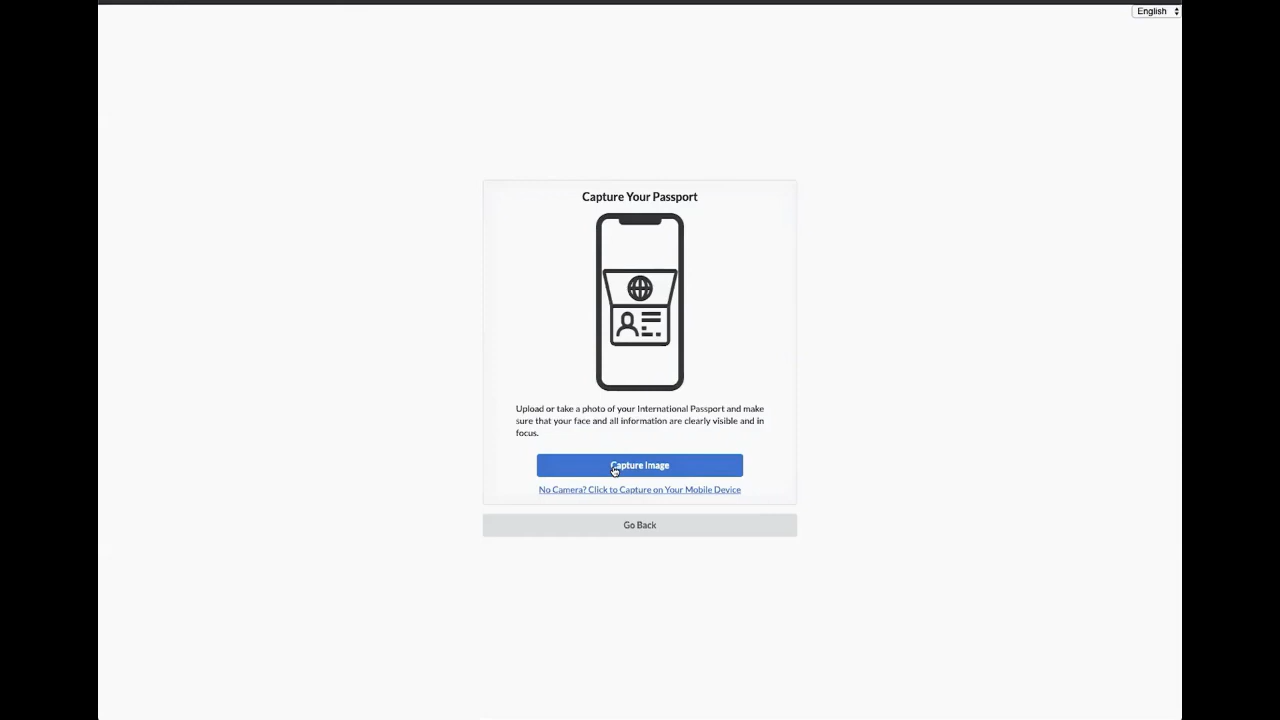 English
Capture Your Passport
Upload or take a photo of your International Passport and make
sure that your face and all information are clearly visible and in
focus.
Capture Image
No Camera? Click to Capture on Your Mobile Device
Go Back